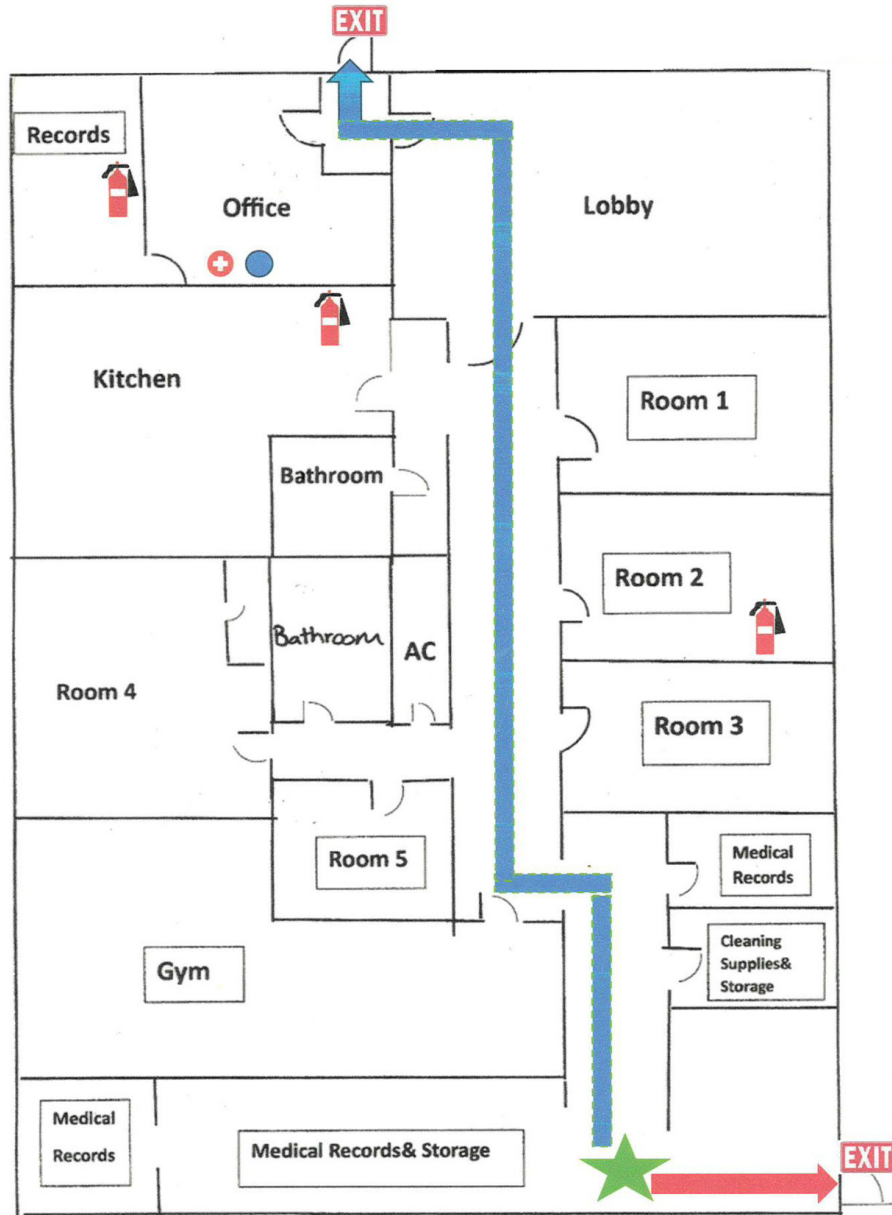 EXIT
Records
Office
Lobby
Kitchen
Room 1
Bathroom
Room 2
Bathroom
AC
Room 4
Room 3
Room 5
Medical
Records
Cleaning
Supplies&
Storage
Gym
Medical
Records
Medical Records& Storage
EXIT